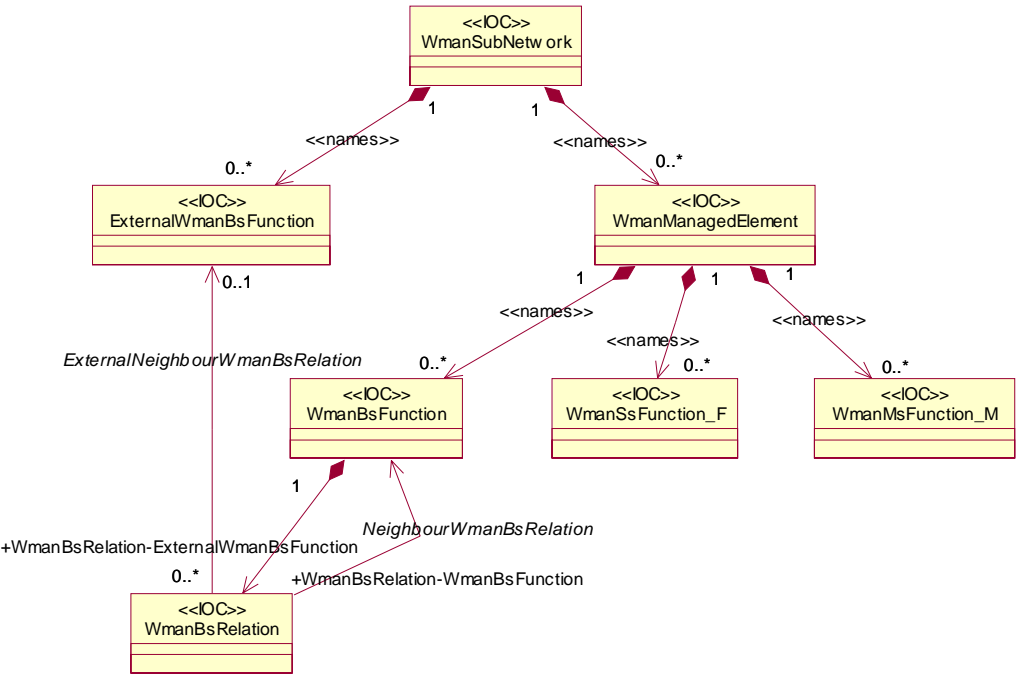 <<IOC>>
WmanSubNetwork
1
1
<<names>>
<<names>>
0..*
0..*
<<IOC>>
ExternalWmanBsFunction
<<IOC>>
WmanManagedElement
0..1
1
1
1
<<names>>
<<names>>
<<names>>
ExternalNeighbourWmanBsRelation
0..*
0..*
0..*
<<IOC>>
WmanBsFunction
<<IOC>>
WmanSsFunction_F
<<IOC>>
WmanMsFunction_M
1
NeighbourWmanBsRelation
+WmanBsRelation-ExternalWmanBsFunction
0..*
+WmanBsRelation-WmanBsFunction
<<IOC>>
WmanBsRelation